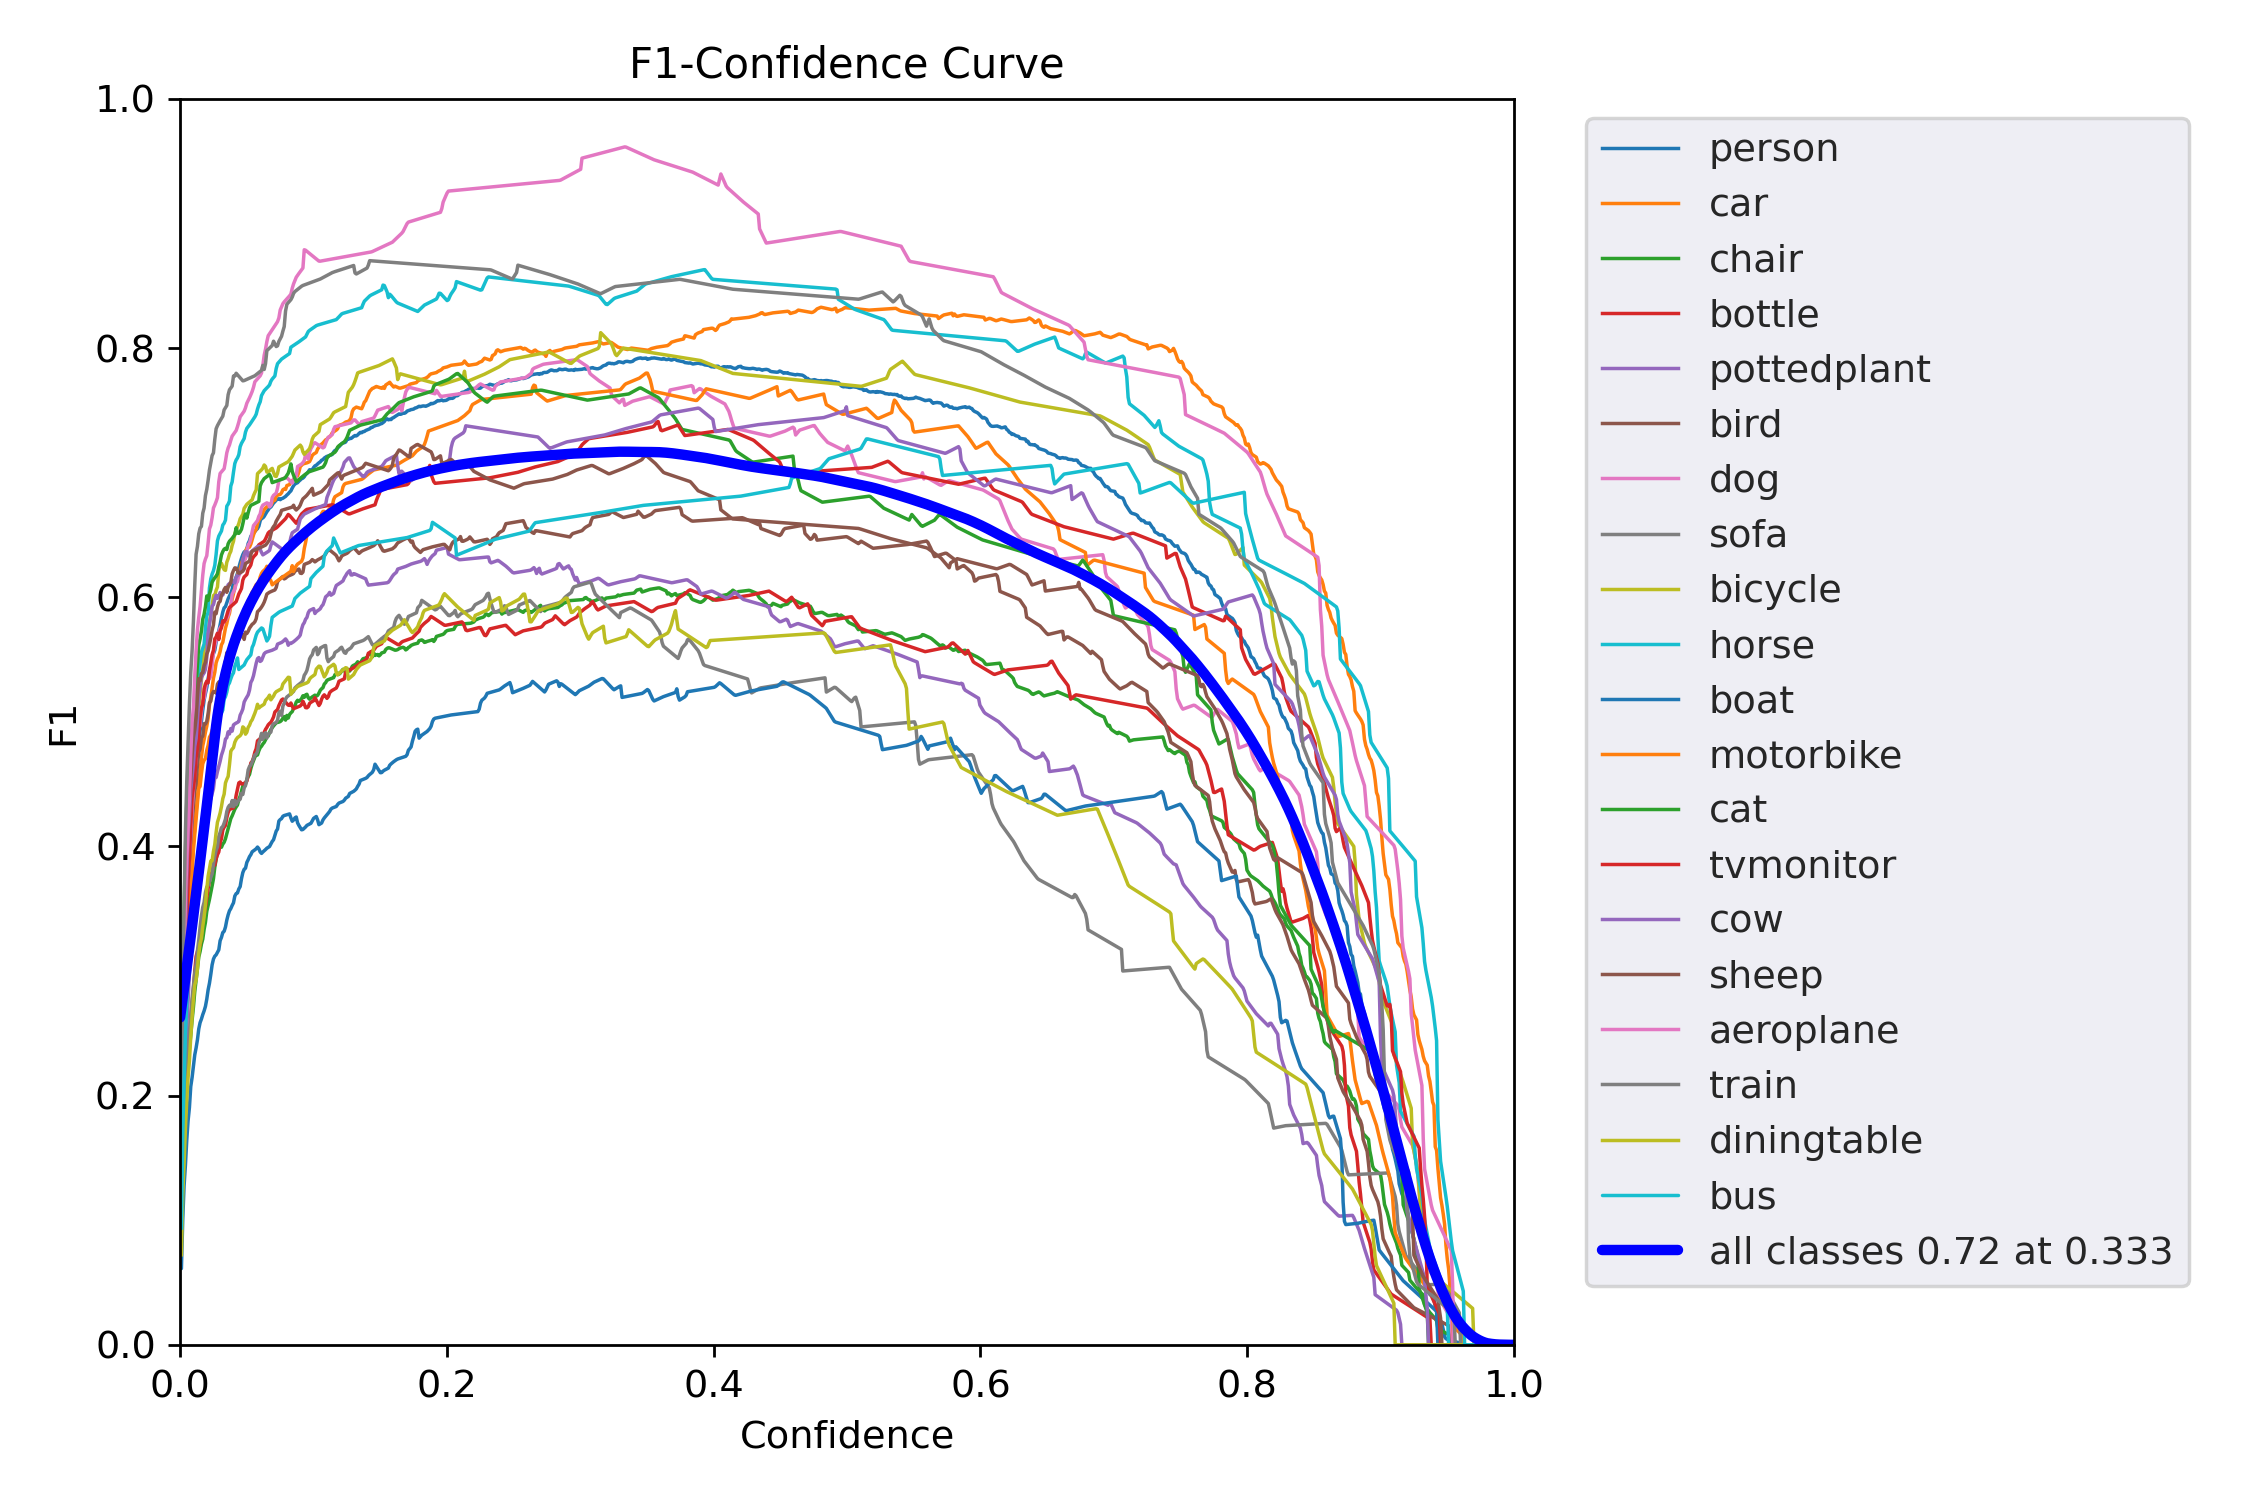 F1-Confidence Curve
1.0
0.8
0.6
0.4
0.2
0.0
F1
0.0 0.2 0.4 0.6 0.8 1.0
Confidence
person
car
chair
bottle
pottedplant
bird
dog
sofa
bicycle
horse
boat
motorbike
cat
tvmonitor
cow
sheep
aeroplane
train
diningtable
bus
all classes 0.72 at 0.333